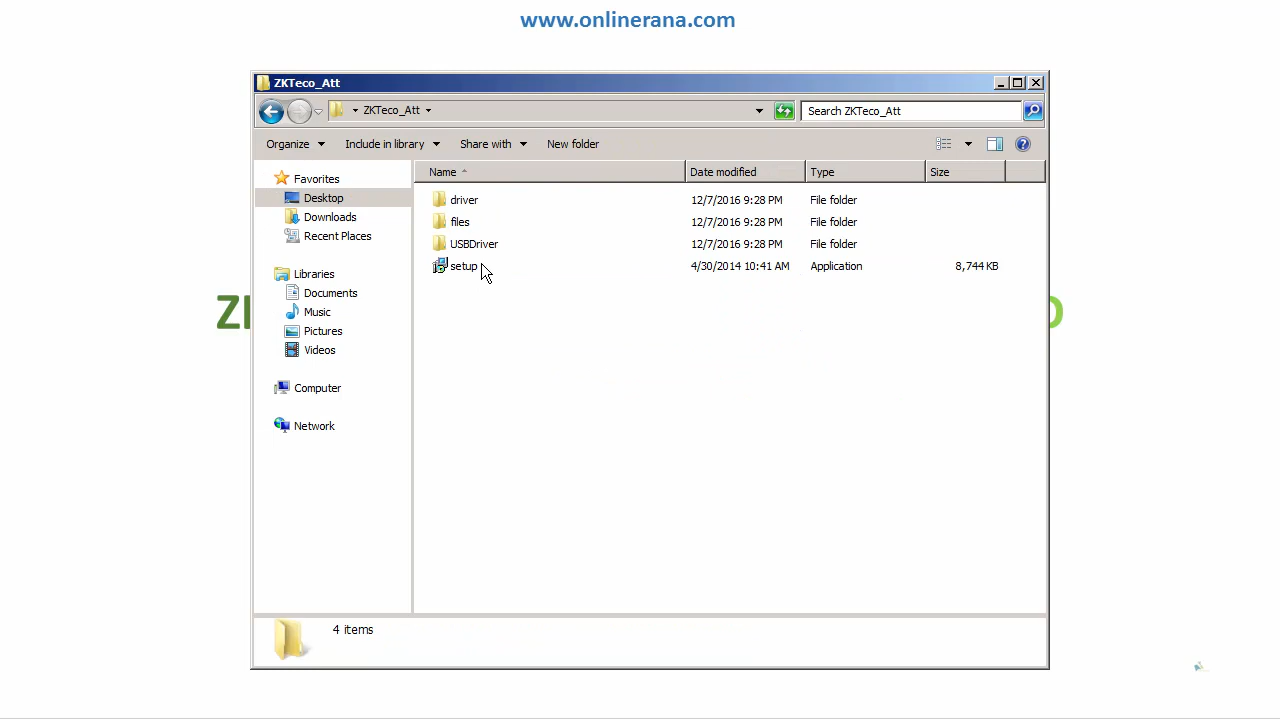 www.onlinerana.com
ZKTeco_Att
ZKTeco_Att
Search ZKTeco_Att
Organize
Include in library
Share with
New folder
Name
Date modified
Type
Size
Favorites
Desktop
Downloads
Recent Places
Libraries
Documents
Music
Pictures
Videos
Computer
Network
driver 12/7/2016 9:28 PM File folder
files 12/7/2016 9:28 PM File folder
USBDriver 12/7/2016 9:28 PM File folder
setup 4/30/2014 10:41 AM Application 8,744 KB
4 items